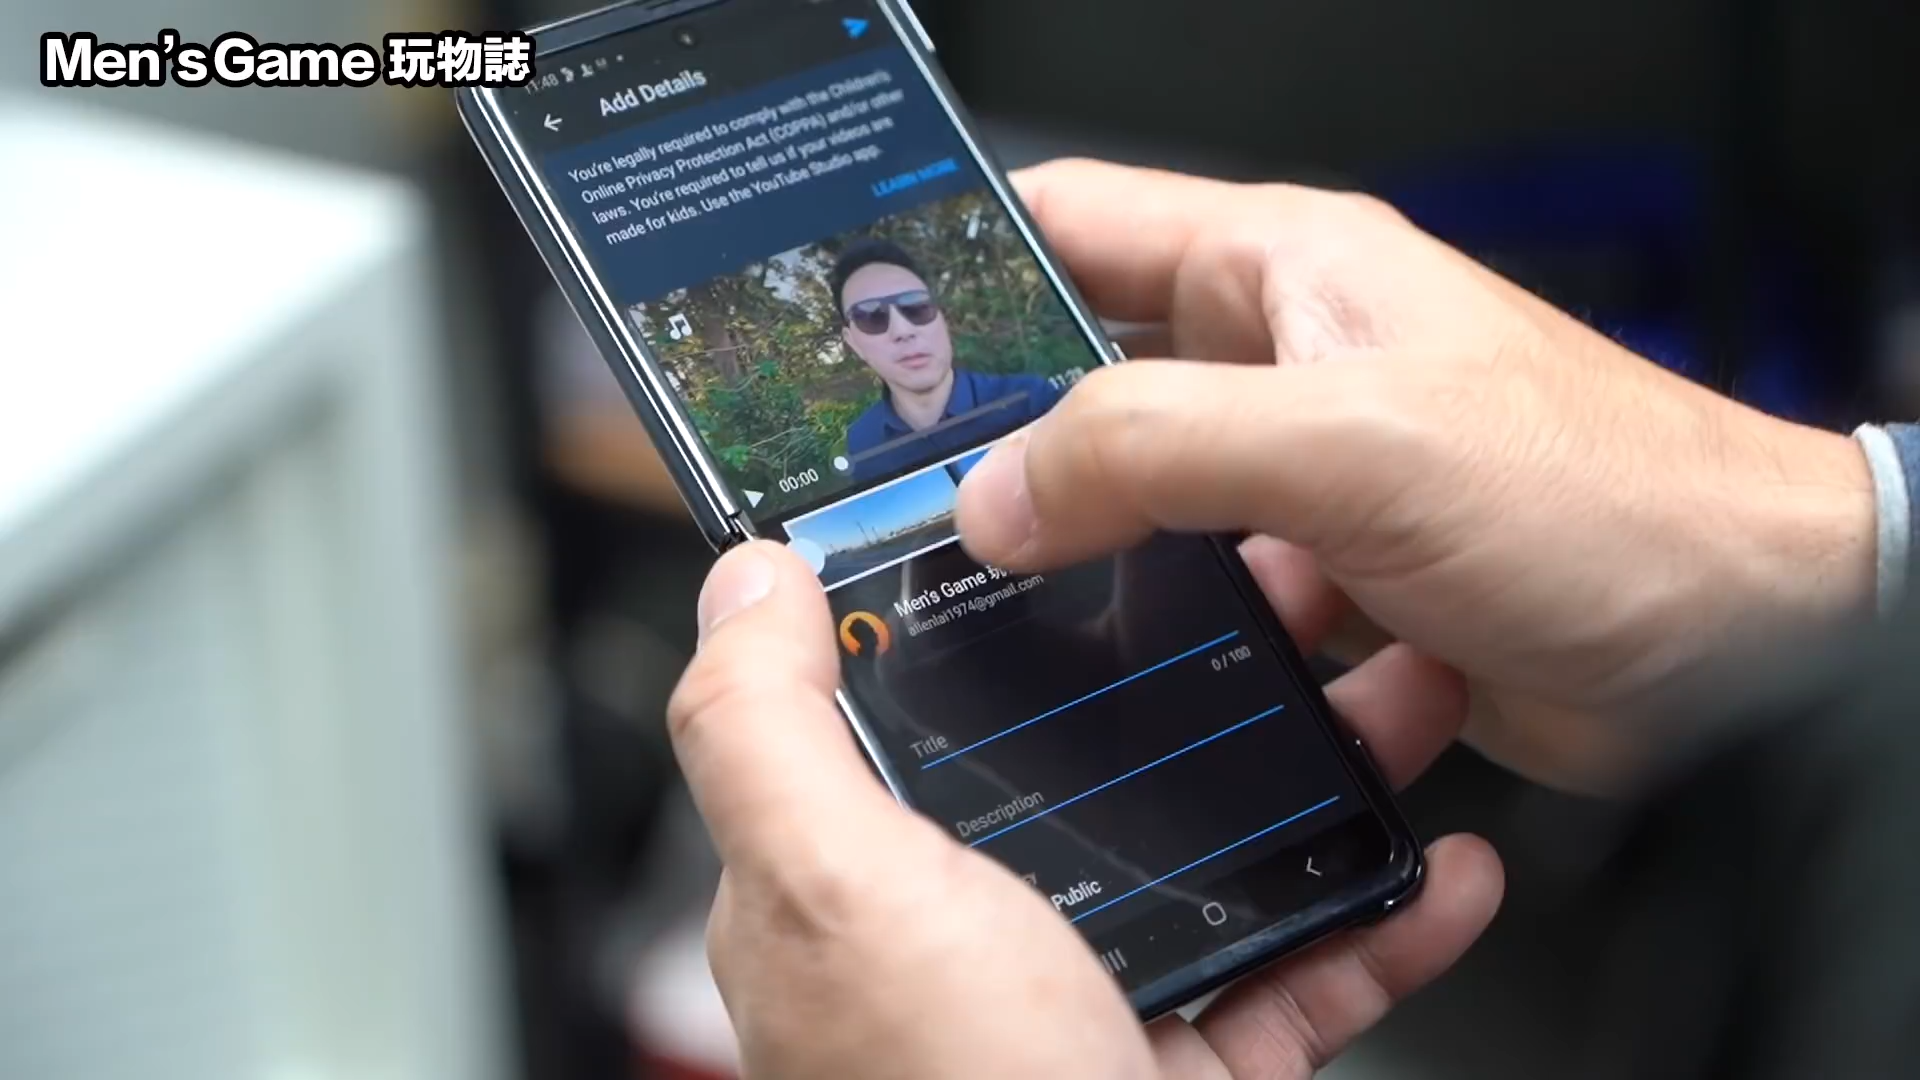 Men's Game 玩物誌
11:48
Add Details
You're legally required to comply with the Children's
Online Privacy Protection Act (COPPA) and/or other
laws. You're required to tell us if your videos are
made for kids. Use the YouTube Studio app.
LEARN MORE
00:00
11:28
Men's Game 玩
allenlai1974@gmail.com
0 / 100
Title
Description
Public